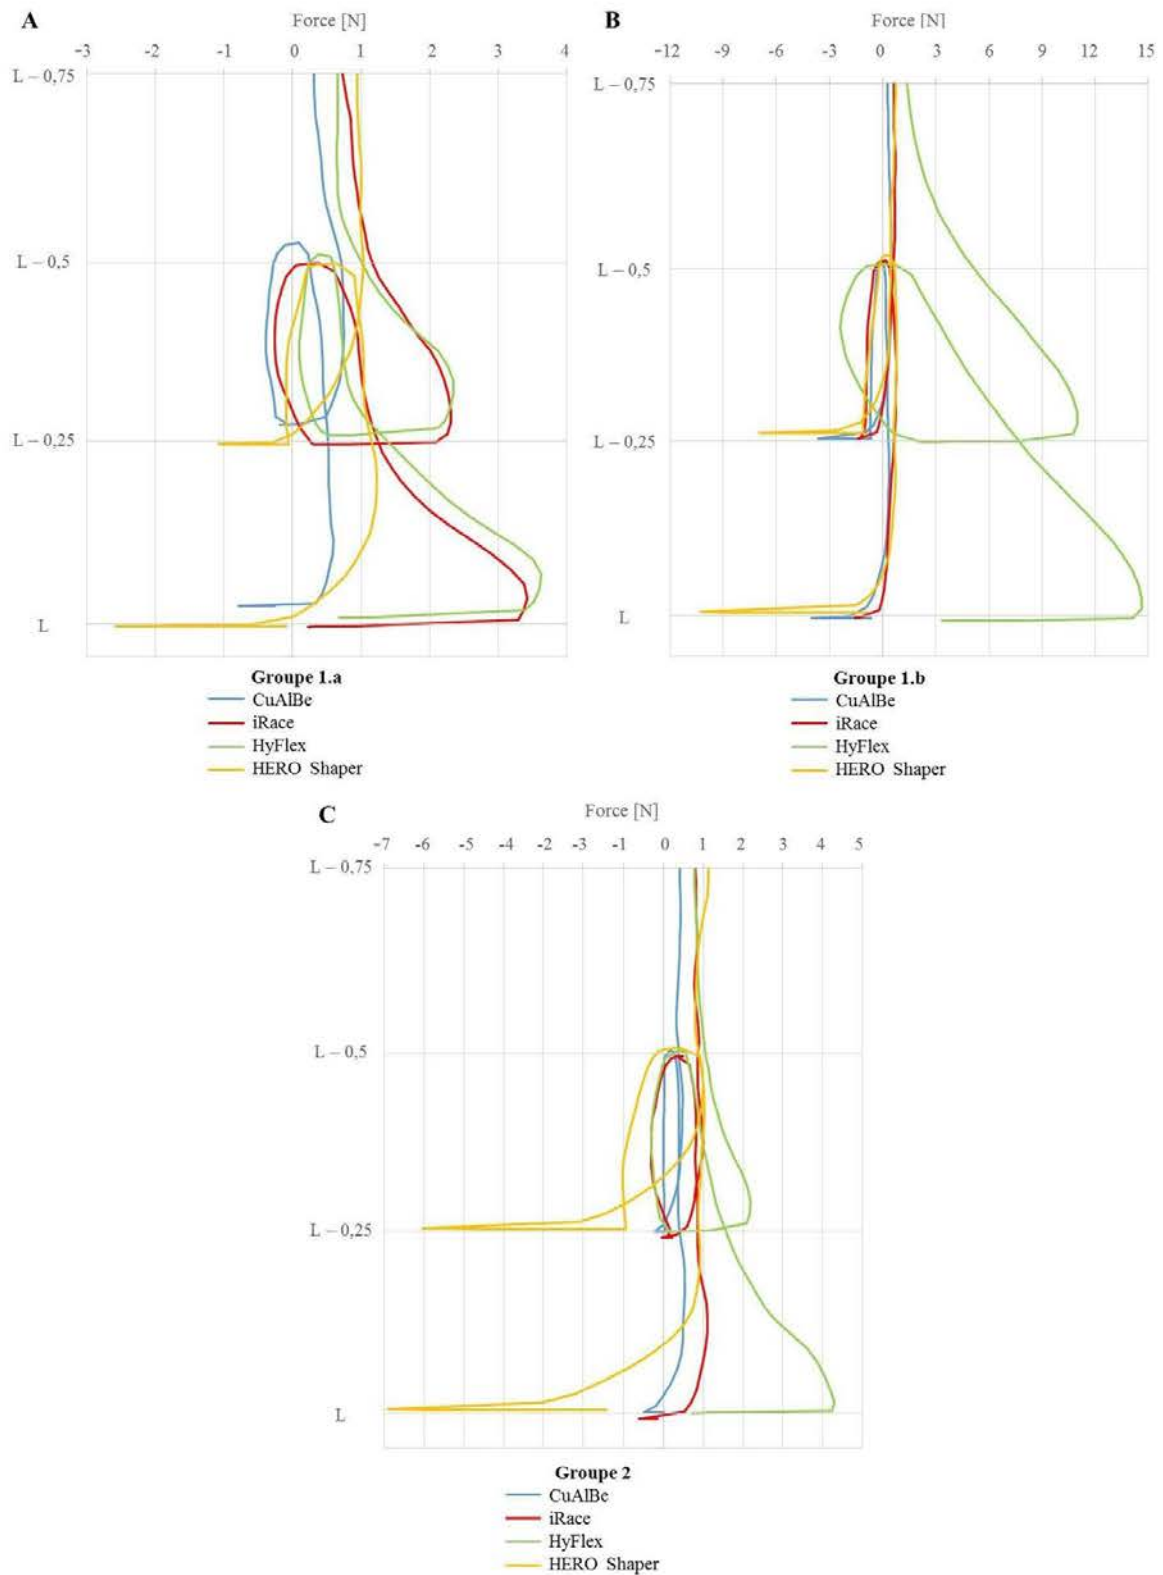 A
Force [N]
-3 -2 -1 0 1 2 3 4
L – 0,75
L – 0,5
L – 0,25
L
Groupe 1.a
CuAlBe
iRace
HyFlex
HERO Shaper
B
Force [N]
-12 -9 -6 -3 0 3 6 9 12 15
L – 0,75
L – 0,5
L – 0,25
L
Groupe 1.b
CuAlBe
iRace
HyFlex
HERO Shaper
C
Force [N]
-7 -6 -5 -4 -3 -2 -1 0 1 2 3 4 5
L – 0,75
L – 0,5
L – 0,25
L
Groupe 2
CuAlBe
iRace
HyFlex
HERO Shaper